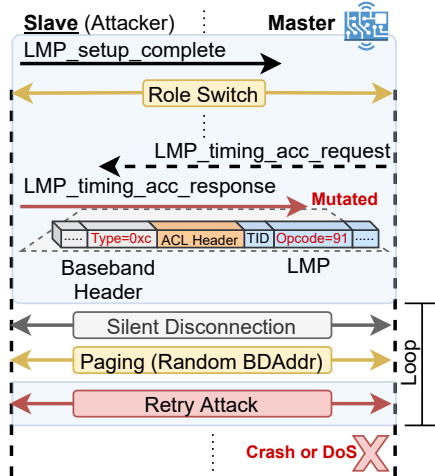 Slave (Attacker) Master
LMP_setup_complete
Role Switch
LMP_timing_acc_request
LMP_timing_acc_response
Mutated
..... Type=0xc ACL Header TID Opcode=91 .....
Baseband Header LMP
Silent Disconnection
Paging (Random BDAddr)
Retry Attack
Loop
Crash or DoS